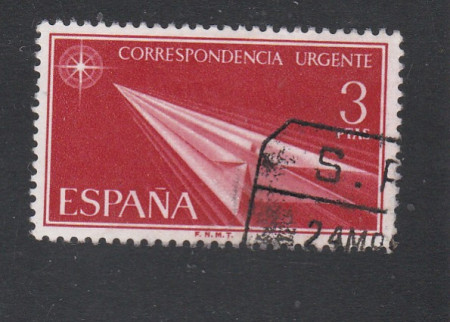 CORRESPONDENCIA URGENTE
3
PTAS
ESPAÑA
F.N.M.T.
S.